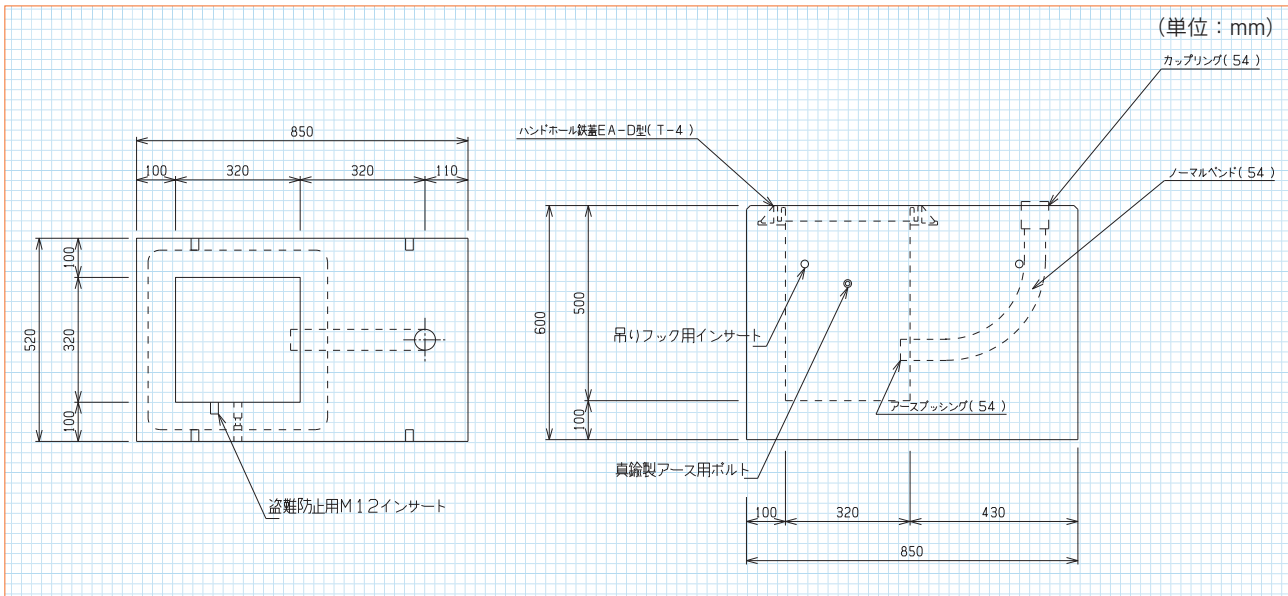 (単位：mm)
カップリング( 54 )
ハンドホール鉄蓋EA-D型( T-4 )
850
100
320
320
110
ノーマルベンド( 54 )
100
320
100
520
500
100
600
吊りフック用インサート
アースブッシング( 54 )
真鍮製アース用ボルト
盗難防止用M12インサート
100
320
430
850